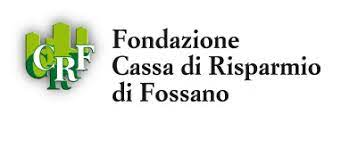 CRF
Fondazione
Cassa di Risparmio
di Fossano